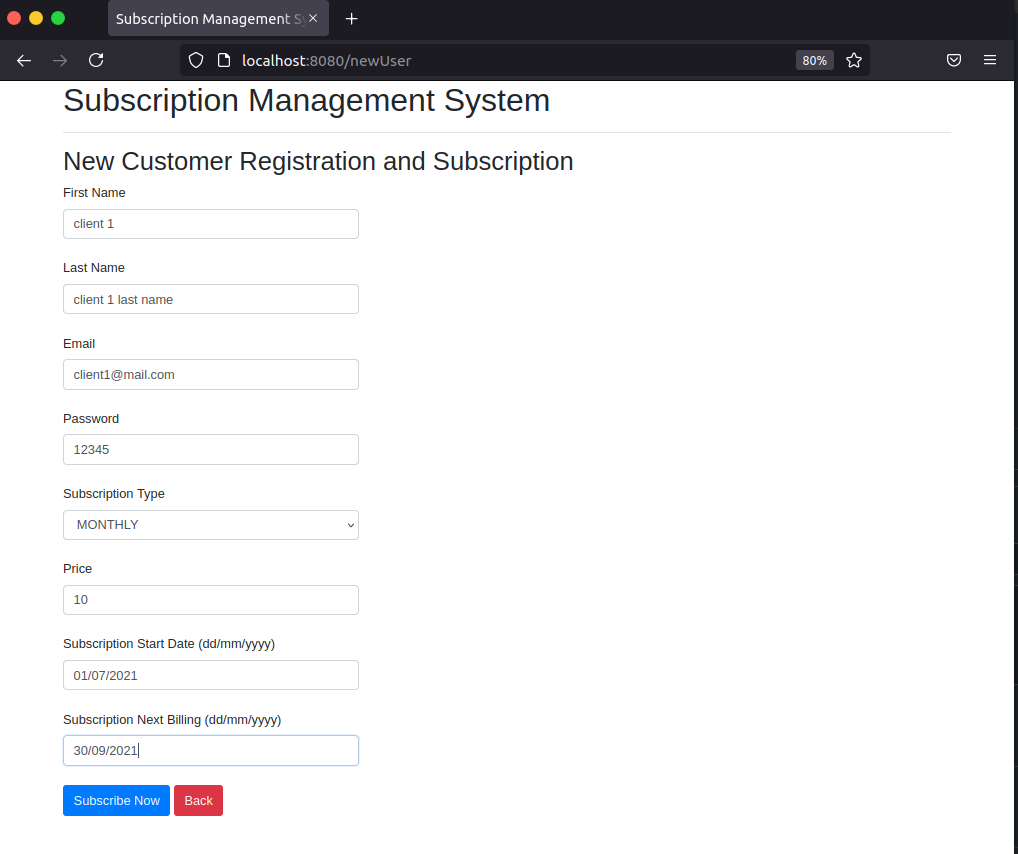 Subscription Management Sy
localhost:8080/newUser
80%
Subscription Management System
New Customer Registration and Subscription
First Name
client 1
Last Name
client 1 last name
Email
client1@mail.com
Password
12345
Subscription Type
MONTHLY
Price
10
Subscription Start Date (dd/mm/yyyy)
01/07/2021
Subscription Next Billing (dd/mm/yyyy)
30/09/2021
Subscribe Now Back